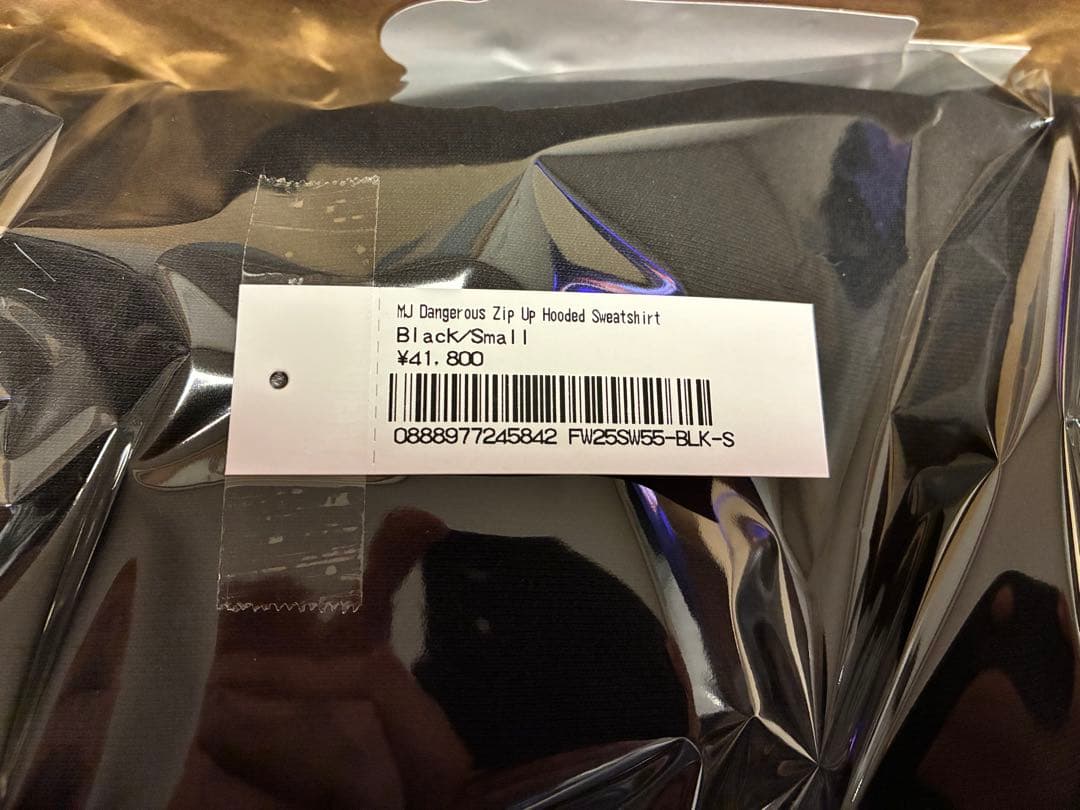 MJ Dangerous Zip Up Hooded Sweatshirt
Black/Small
¥41,800
0888977245842 FW25SW55-BLK-S